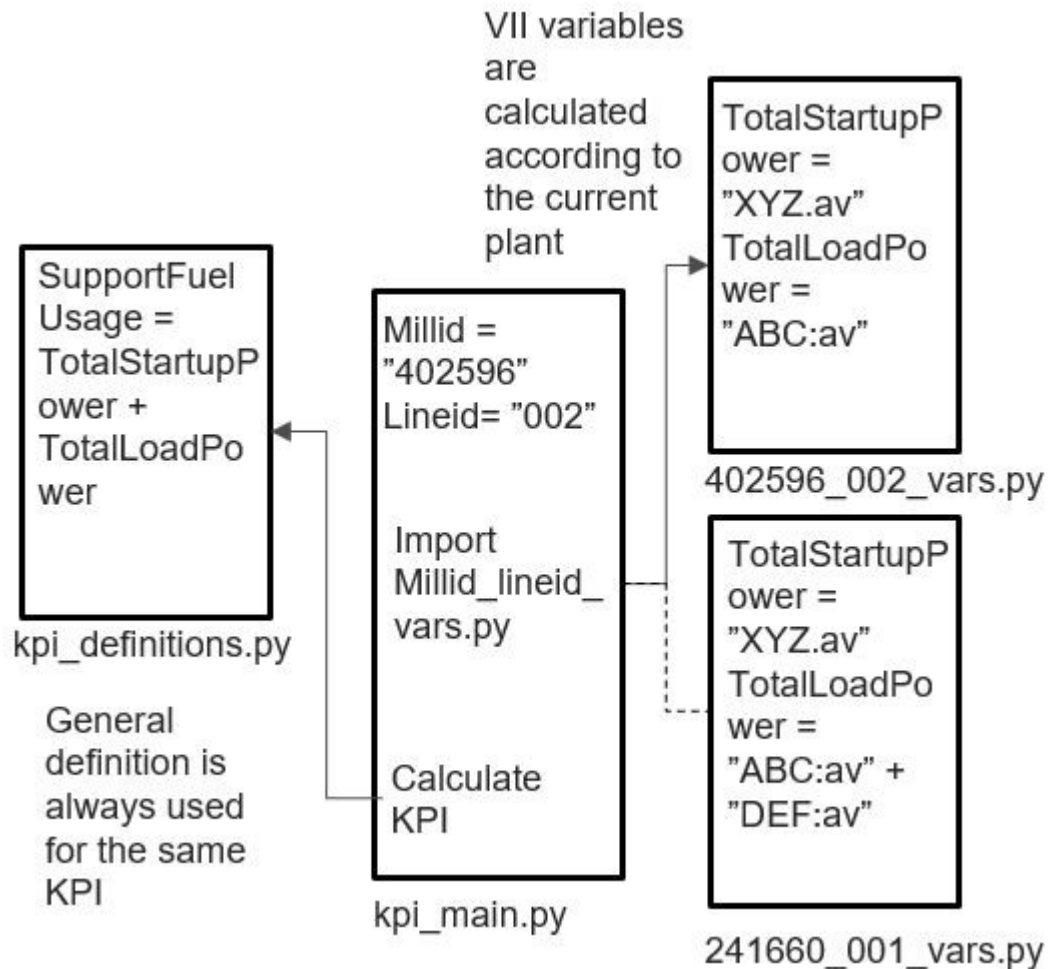 VII variables
are
calculated
according to
the current
plant
TotalStartupP
ower =
”XYZ.av”
TotalLoadPo
wer =
”ABC:av”
402596_002_vars.py
SupportFuel
Usage =
TotalStartupP
ower +
TotalLoadPo
wer
kpi_definitions.py
General
definition is
always used
for the same
KPI
Millid =
”402596”
Lineid= ”002”
Import
Millid_lineid_
vars.py
Calculate
KPI
kpi_main.py
TotalStartupP
ower =
”XYZ.av”
TotalLoadPo
wer =
”ABC:av” +
”DEF:av”
241660_001_vars.py